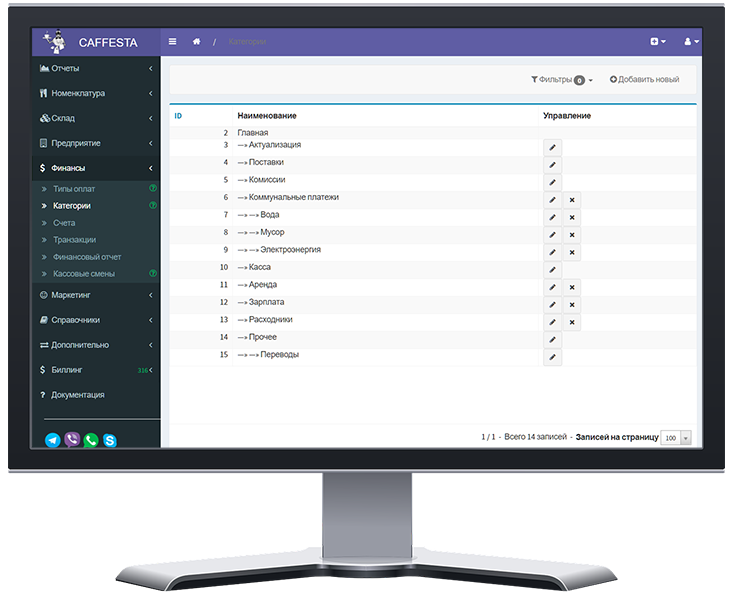 CAFFESTA
/ Категории
Отчеты
Номенклатура
Склад
Предприятие
Финансы
Типы оплат
Категории
Счета
Транзакции
Финансовый отчет
Кассовые смены
Маркетинг
Справочники
Дополнительно
Биллинг 316
Документация
Фильтры 0 Добавить новый
ID Наименование Управление
2 Главная
3 —» Актуализация
4 —» Поставки
5 —» Комиссии
6 —» Коммунальные платежи
7 —» —» Вода
8 —» —» Мусор
9 —» —» Электроэнергия
10 —» Касса
11 —» Аренда
12 —» Зарплата
13 —» Расходники
14 —» Прочее
15 —» —» Переводы
1 / 1 - Всего 14 записей - Записей на страницу 100